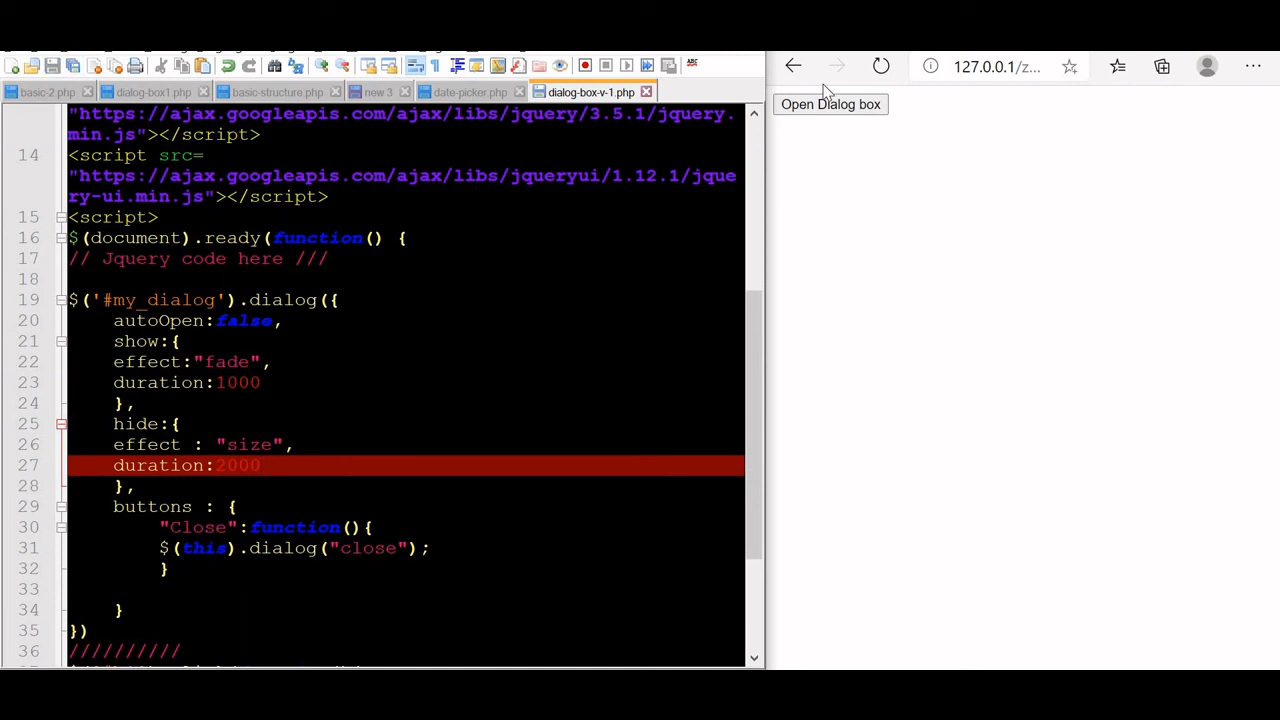 basic-2.php dialog-box1.php basic-structure.php new 3 date-picker.php dialog-box-v-1.php
"https://ajax.googleapis.com/ajax/libs/jquery/3.5.1/jquery.
min.js"></script>
14 <script src=
"https://ajax.googleapis.com/ajax/libs/jqueryui/1.12.1/jque
ry-ui.min.js"></script>
15 <script>
16 $(document).ready(function() {
17 // Jquery code here ///
18
19 $('#my_dialog').dialog({
20 autoOpen:false,
21 show:{
22 effect:"fade",
23 duration:1000
24 },
25 hide:{
26 effect : "size",
27 duration:2000
28 },
29 buttons : {
30 "Close":function(){
31 $(this).dialog("close");
32 }
33
34 }
35 })
36 //////////
127.0.0.1/z...
Open Dialog box